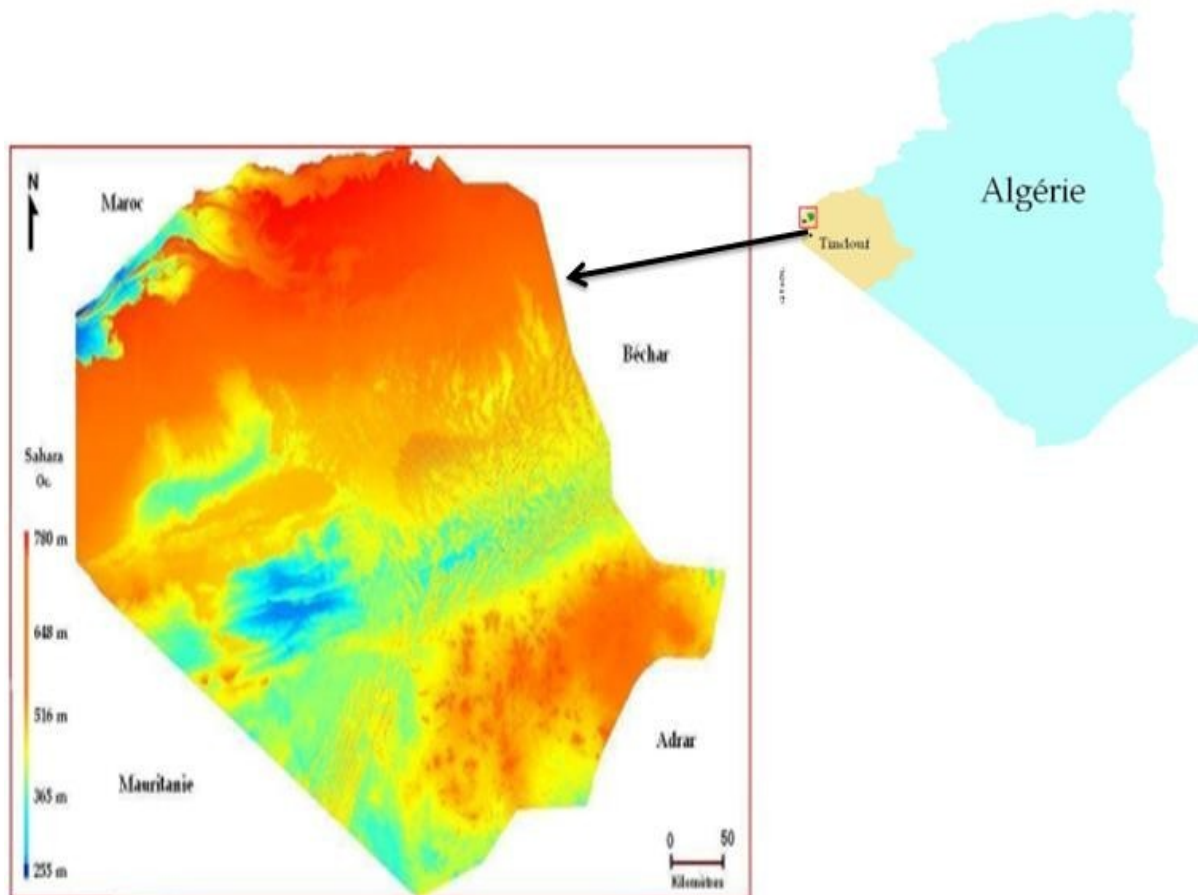 N
Maroc
Béchar
Sahara
Oc.
780 m
648 m
516 m
365 m
255 m
Mauritanie
Adrar
0 50
Kilomètres
Algérie
Tindouf